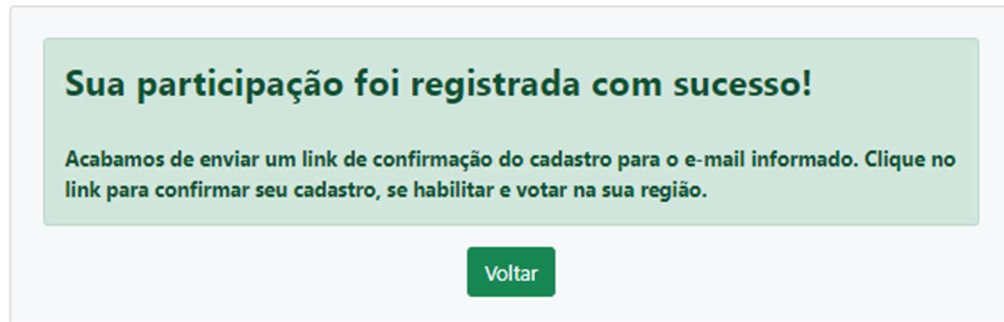 Sua participação foi registrada com sucesso!
Acabamos de enviar um link de confirmação do cadastro para o e-mail informado. Clique no
link para confirmar seu cadastro, se habilitar e votar na sua região.
Voltar